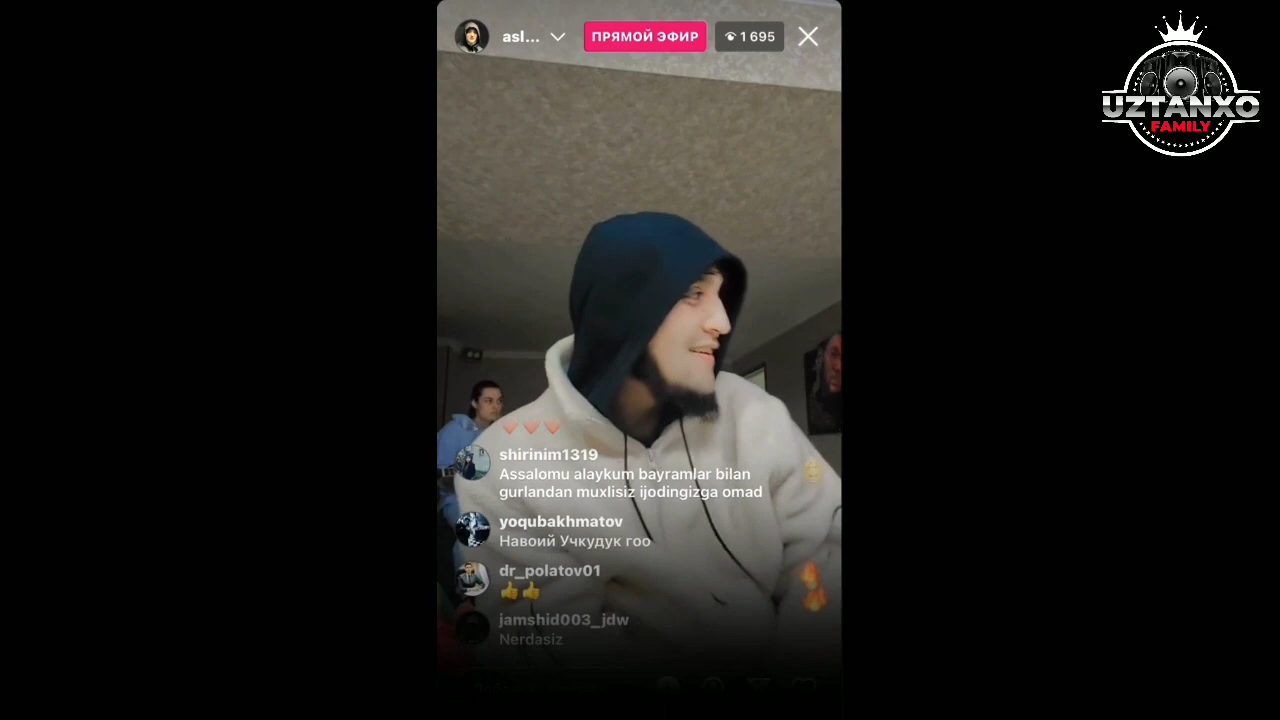 asl...
ПРЯМОЙ ЭФИР
1 695
UZTANXO
FAMILY
shirinim1319
Assalomu alaykum bayramlar bilan
gurlandan muxlisiz ijodingizga omad
yoqubakhmatov
Навоий Учкудук гоо
dr_polatov01
👍👍
jamshid003_jdw
Nerdasiz